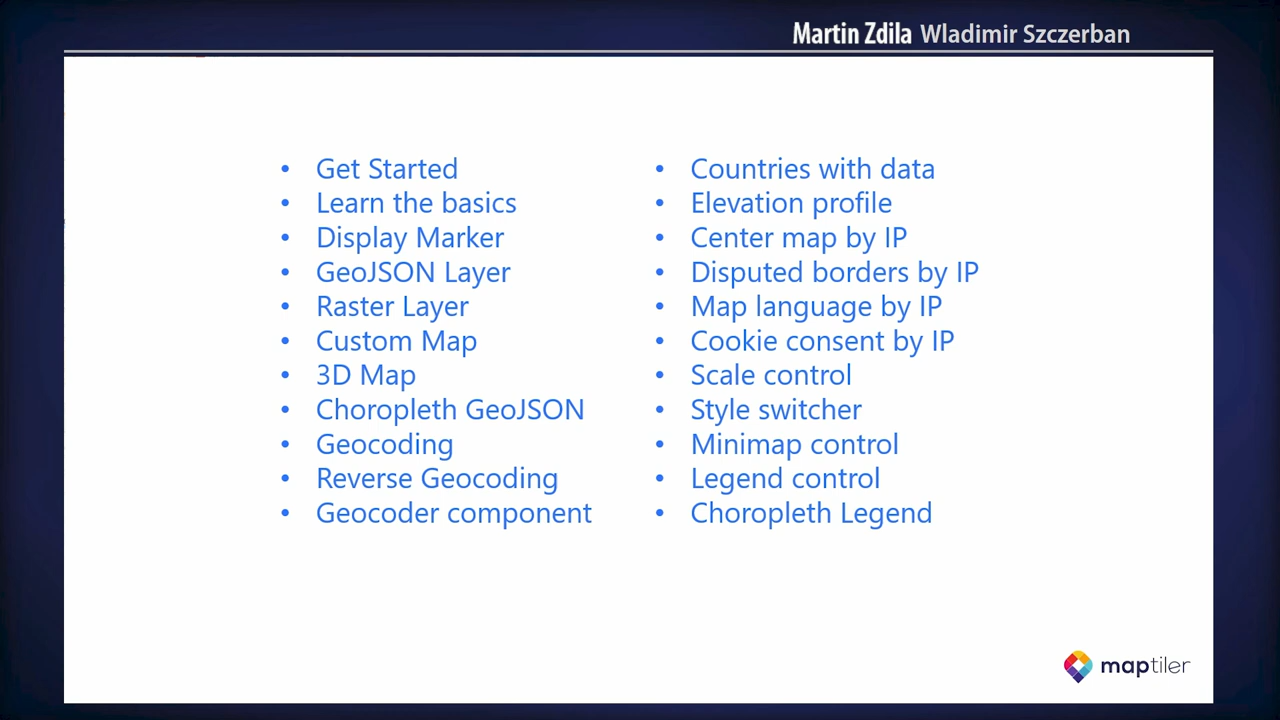 Martin Zdila Wladimir Szczerban
• Get Started
• Learn the basics
• Display Marker
• GeoJSON Layer
• Raster Layer
• Custom Map
• 3D Map
• Choropleth GeoJSON
• Geocoding
• Reverse Geocoding
• Geocoder component
• Countries with data
• Elevation profile
• Center map by IP
• Disputed borders by IP
• Map language by IP
• Cookie consent by IP
• Scale control
• Style switcher
• Minimap control
• Legend control
• Choropleth Legend
maptiler